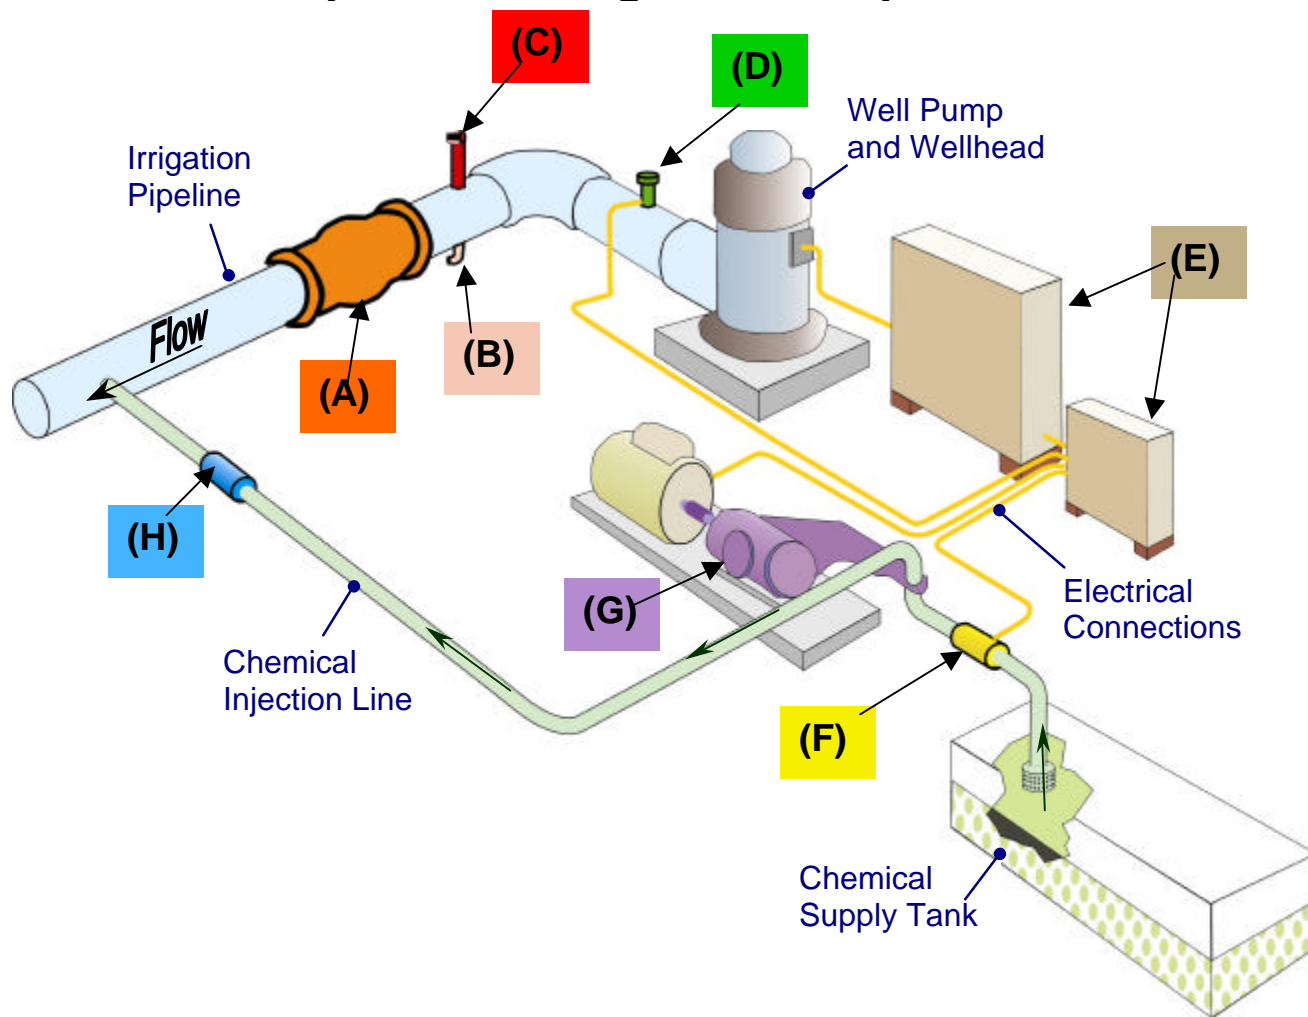 (C)
(D)
Well Pump
and Wellhead
Irrigation
Pipeline
(E)
Flow
(B)
(A)
(H)
(G)
Electrical
Connections
Chemical
Injection Line
(F)
Chemical
Supply Tank